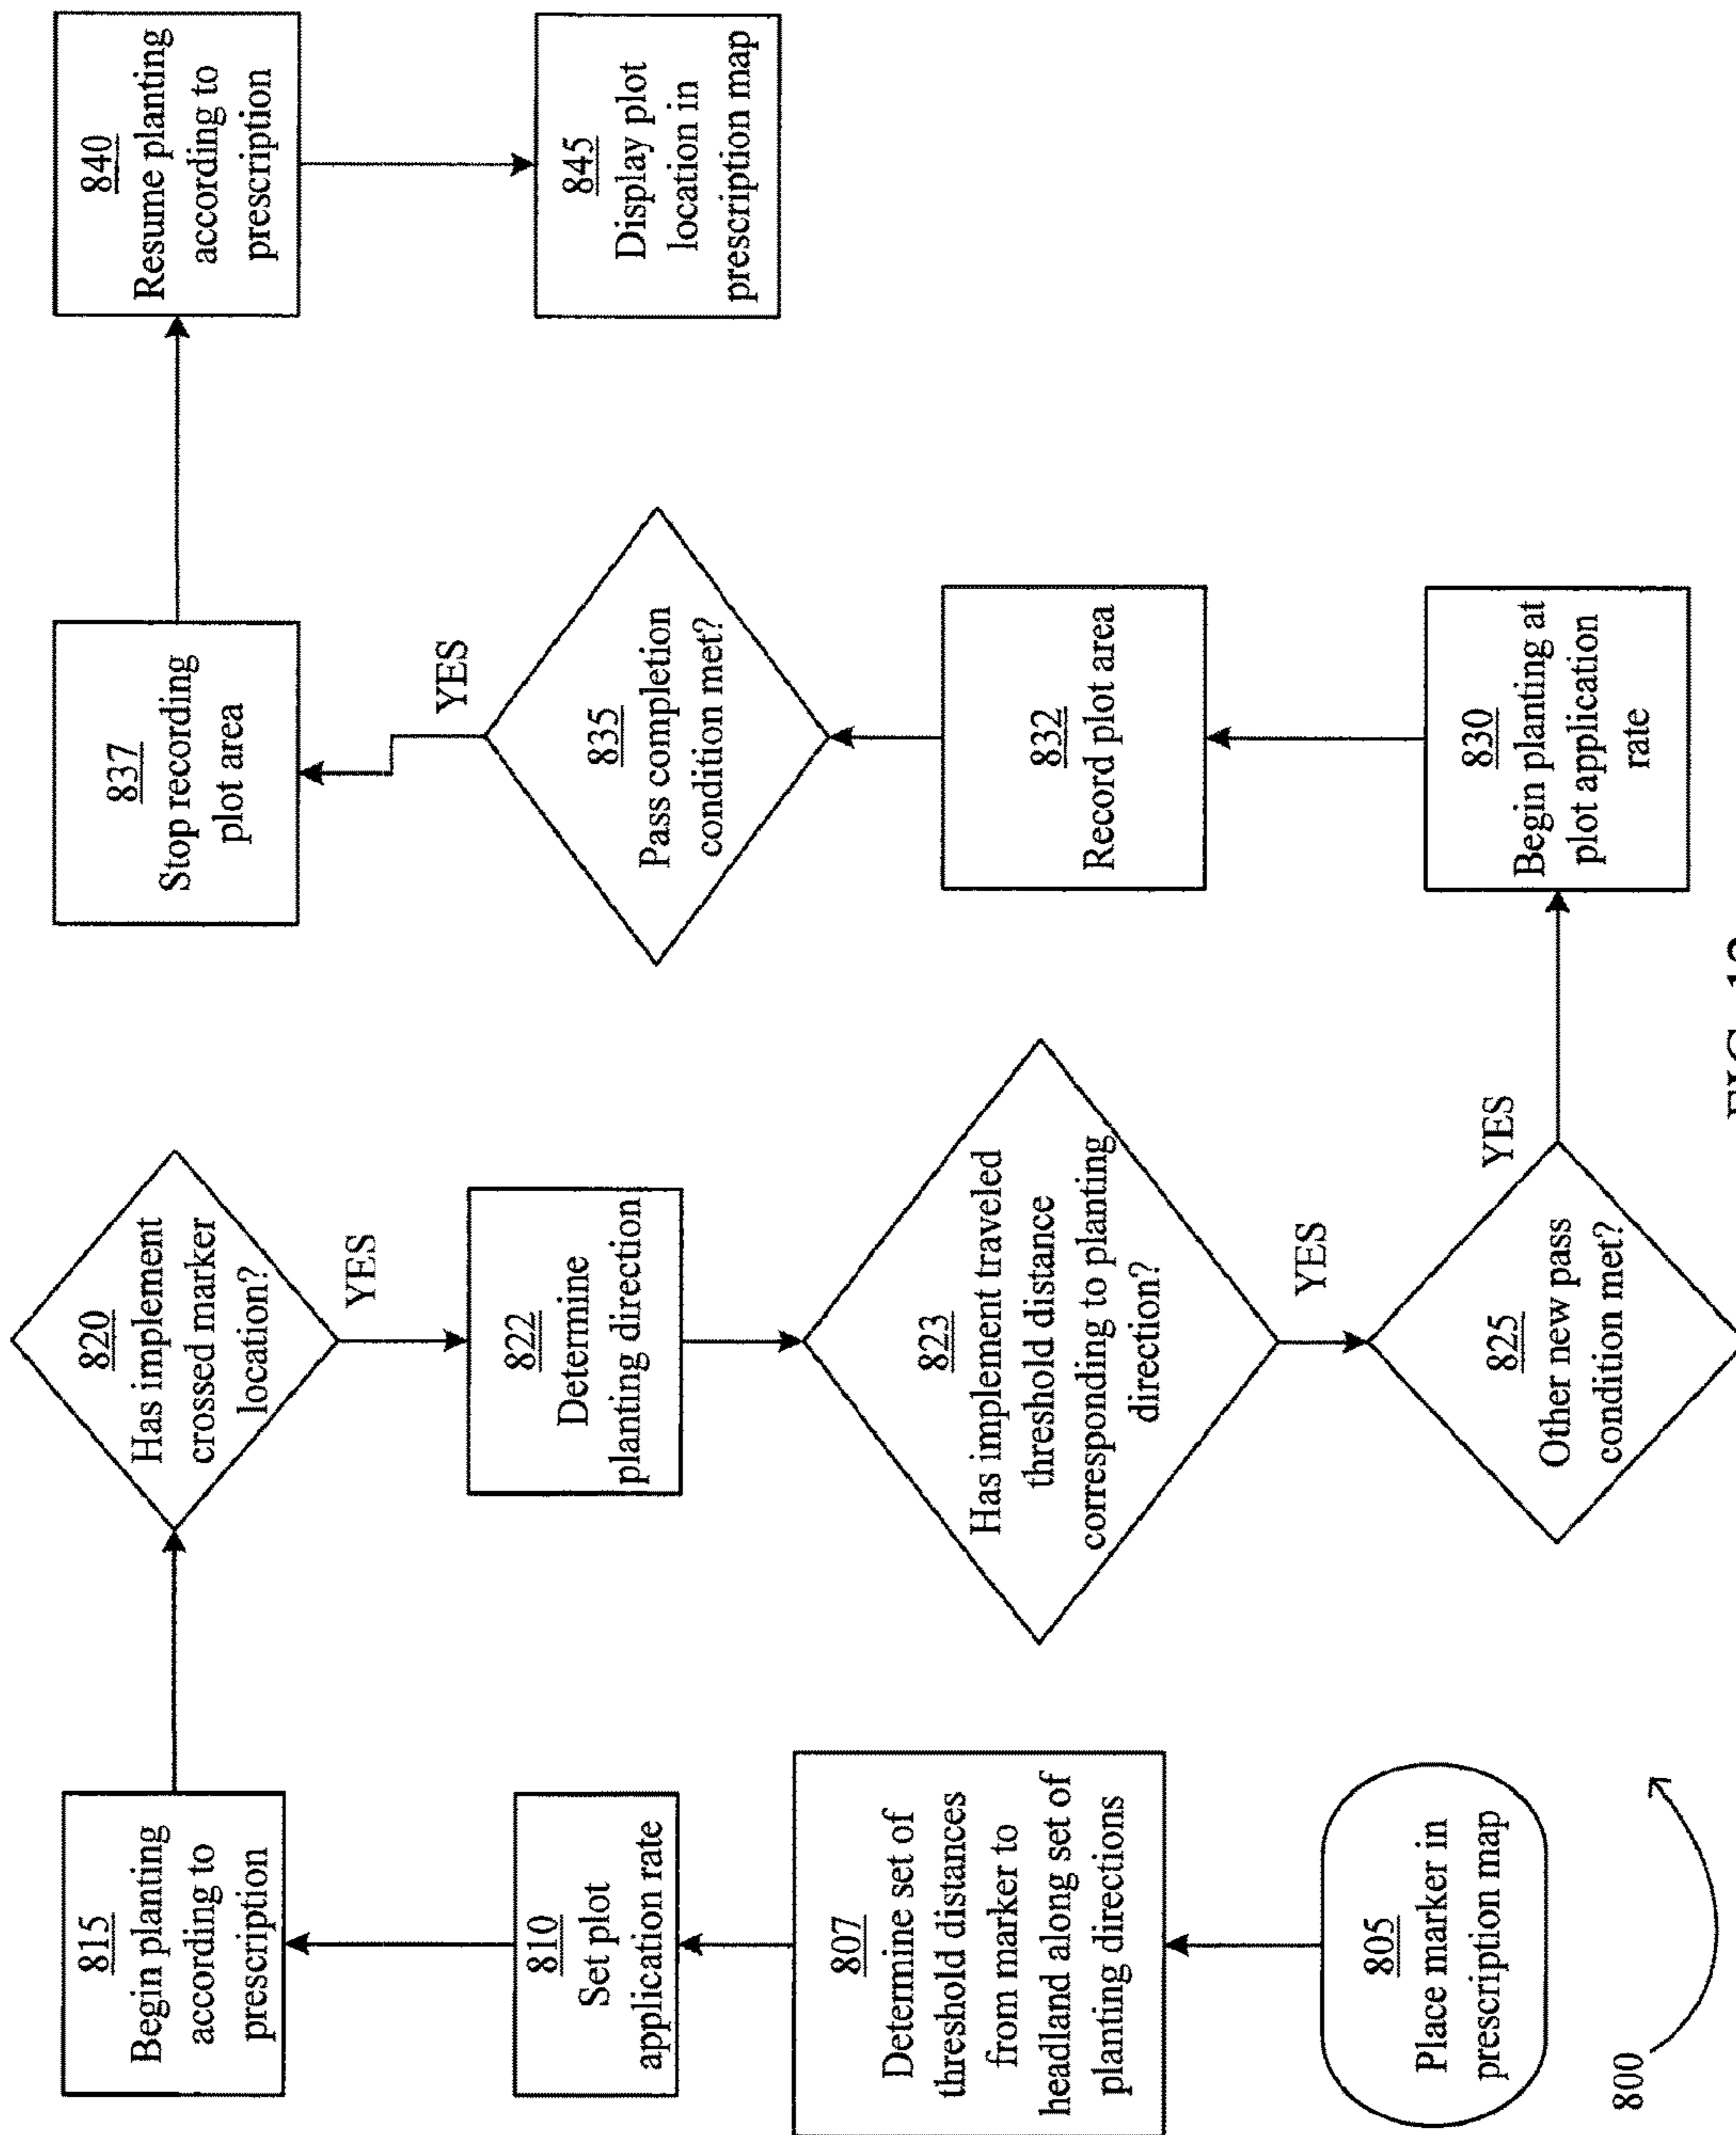 805
Place marker in
prescription map
807
Determine set of
threshold distances
from marker to
headland along set of
planting directions
810
Set plot
application rate
815
Begin planting
according to
prescription
820
Has implement
crossed marker
location?
YES
822
Determine
planting direction
823
Has implement traveled
threshold distance
corresponding to planting
direction?
YES
825
Other new pass
condition met?
YES
830
Begin planting at
plot application
rate
832
Record plot area
835
Pass completion
condition met?
YES
837
Stop recording
plot area
840
Resume planting
according to
prescription
845
Display plot
location in
prescription map
800